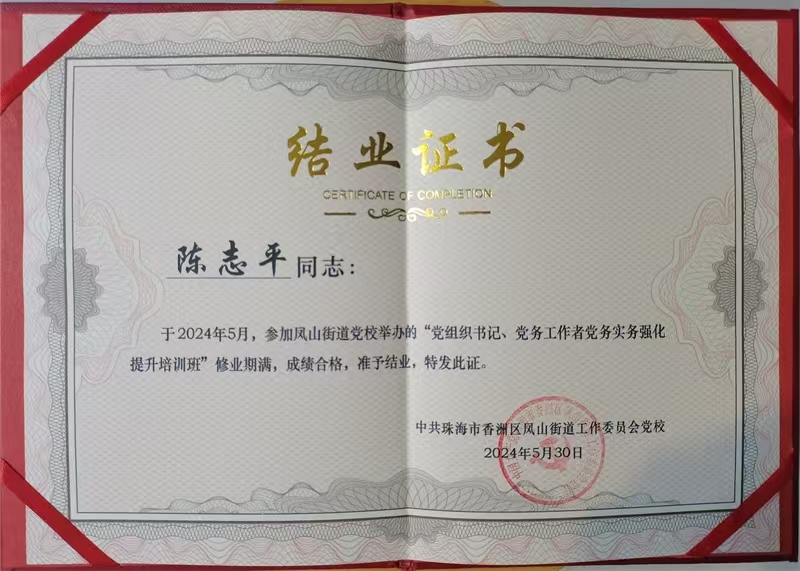 结业证书
CERTIFICATE OF COMPLETION
陈志平同志：
于2024年5月，参加凤山街道党校举办的“党组织书记、党务工作者党务实务强化
提升培训班”修业期满，成绩合格，准予结业，特发此证。
中共珠海市香洲区凤山街道工作委员会党校
2024年5月30日